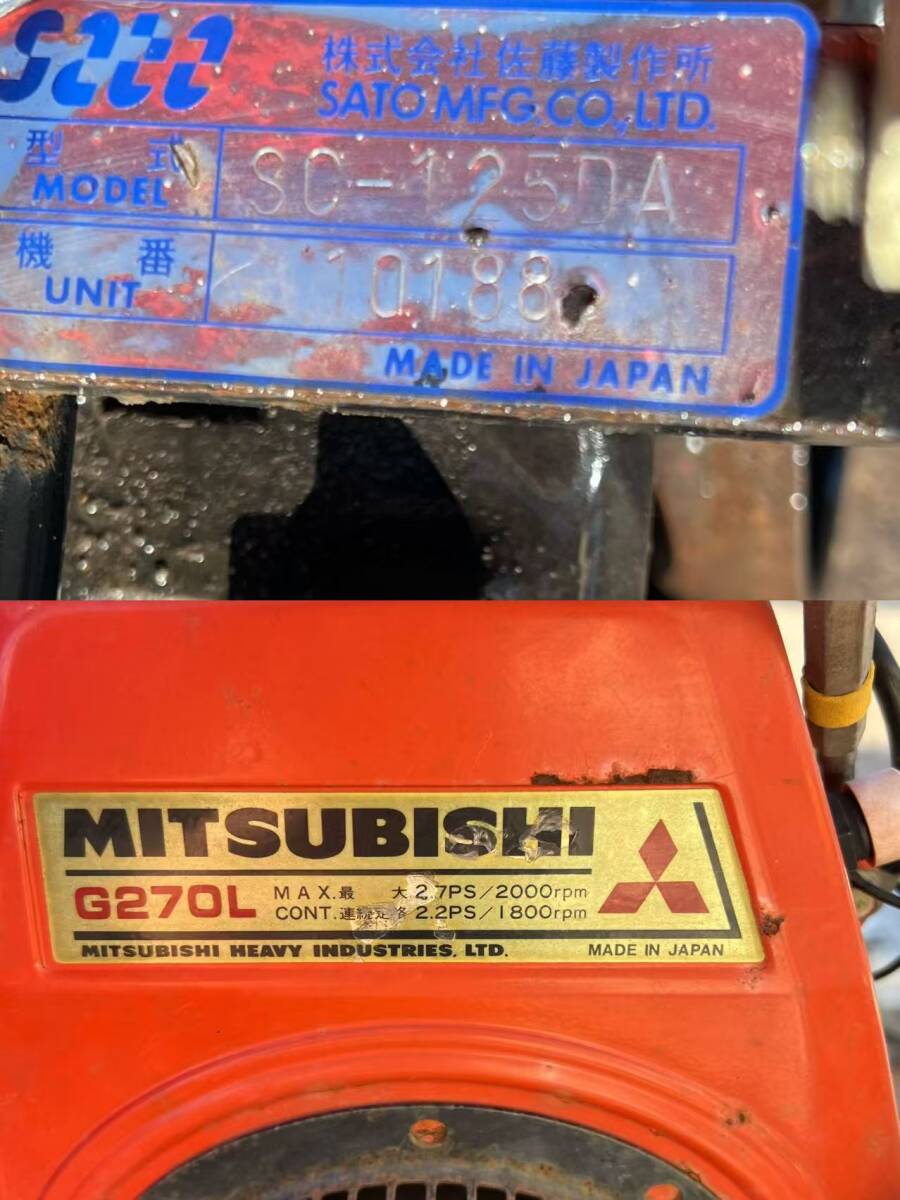 SATO
株式会社佐藤製作所
SATO MFG. CO., LTD.
型式
MODEL
SC-125DA
機番
UNIT
10188
MADE IN JAPAN
MITSUBISHI
G270L
MAX.最大 2.7PS/2000rpm
CONT.連続定格 2.2PS/1800rpm
MITSUBISHI HEAVY INDUSTRIES, LTD.
MADE IN JAPAN